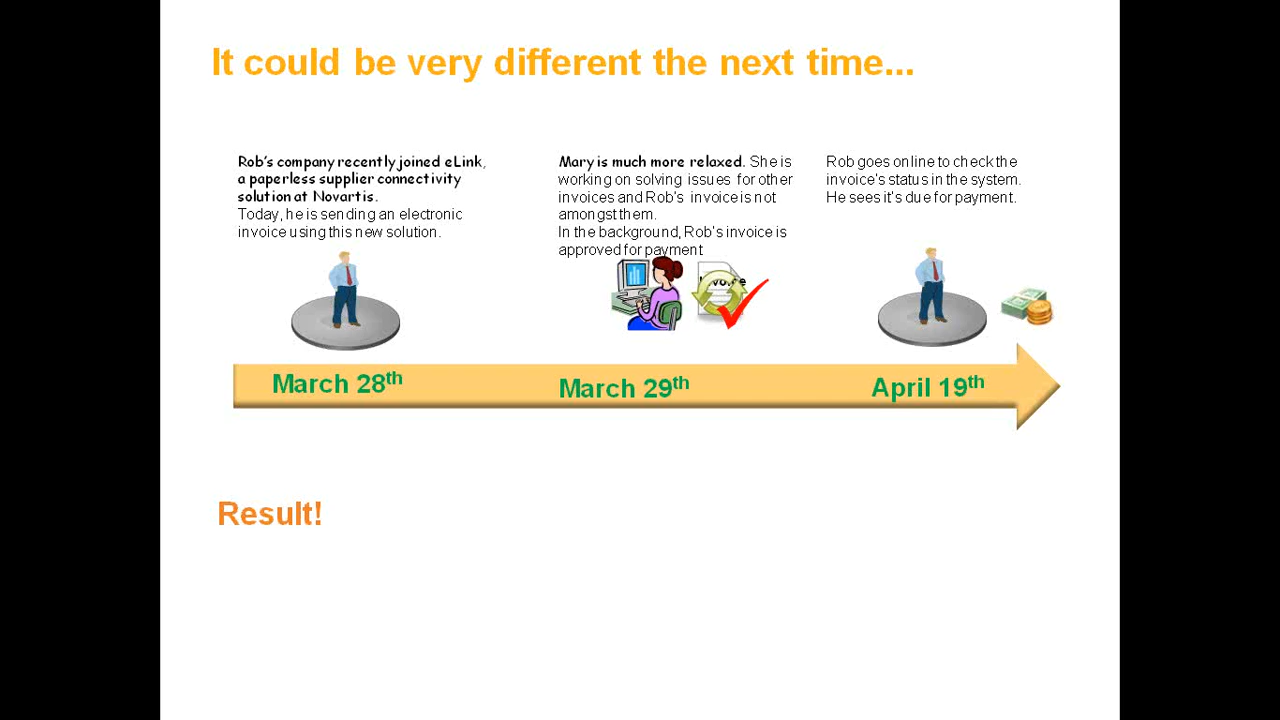 It could be very different the next time...
Rob's company recently joined eLink,
a paperless supplier connectivity
solution at Novartis.
Today, he is sending an electronic
invoice using this new solution.
Mary is much more relaxed. She is
working on solving issues for other
invoices and Rob's invoice is not
amongst them.
In the background, Rob's invoice is
approved for payment
Rob goes online to check the
invoice's status in the system.
He sees it's due for payment.
March 28th
March 29th
April 19th
Result!